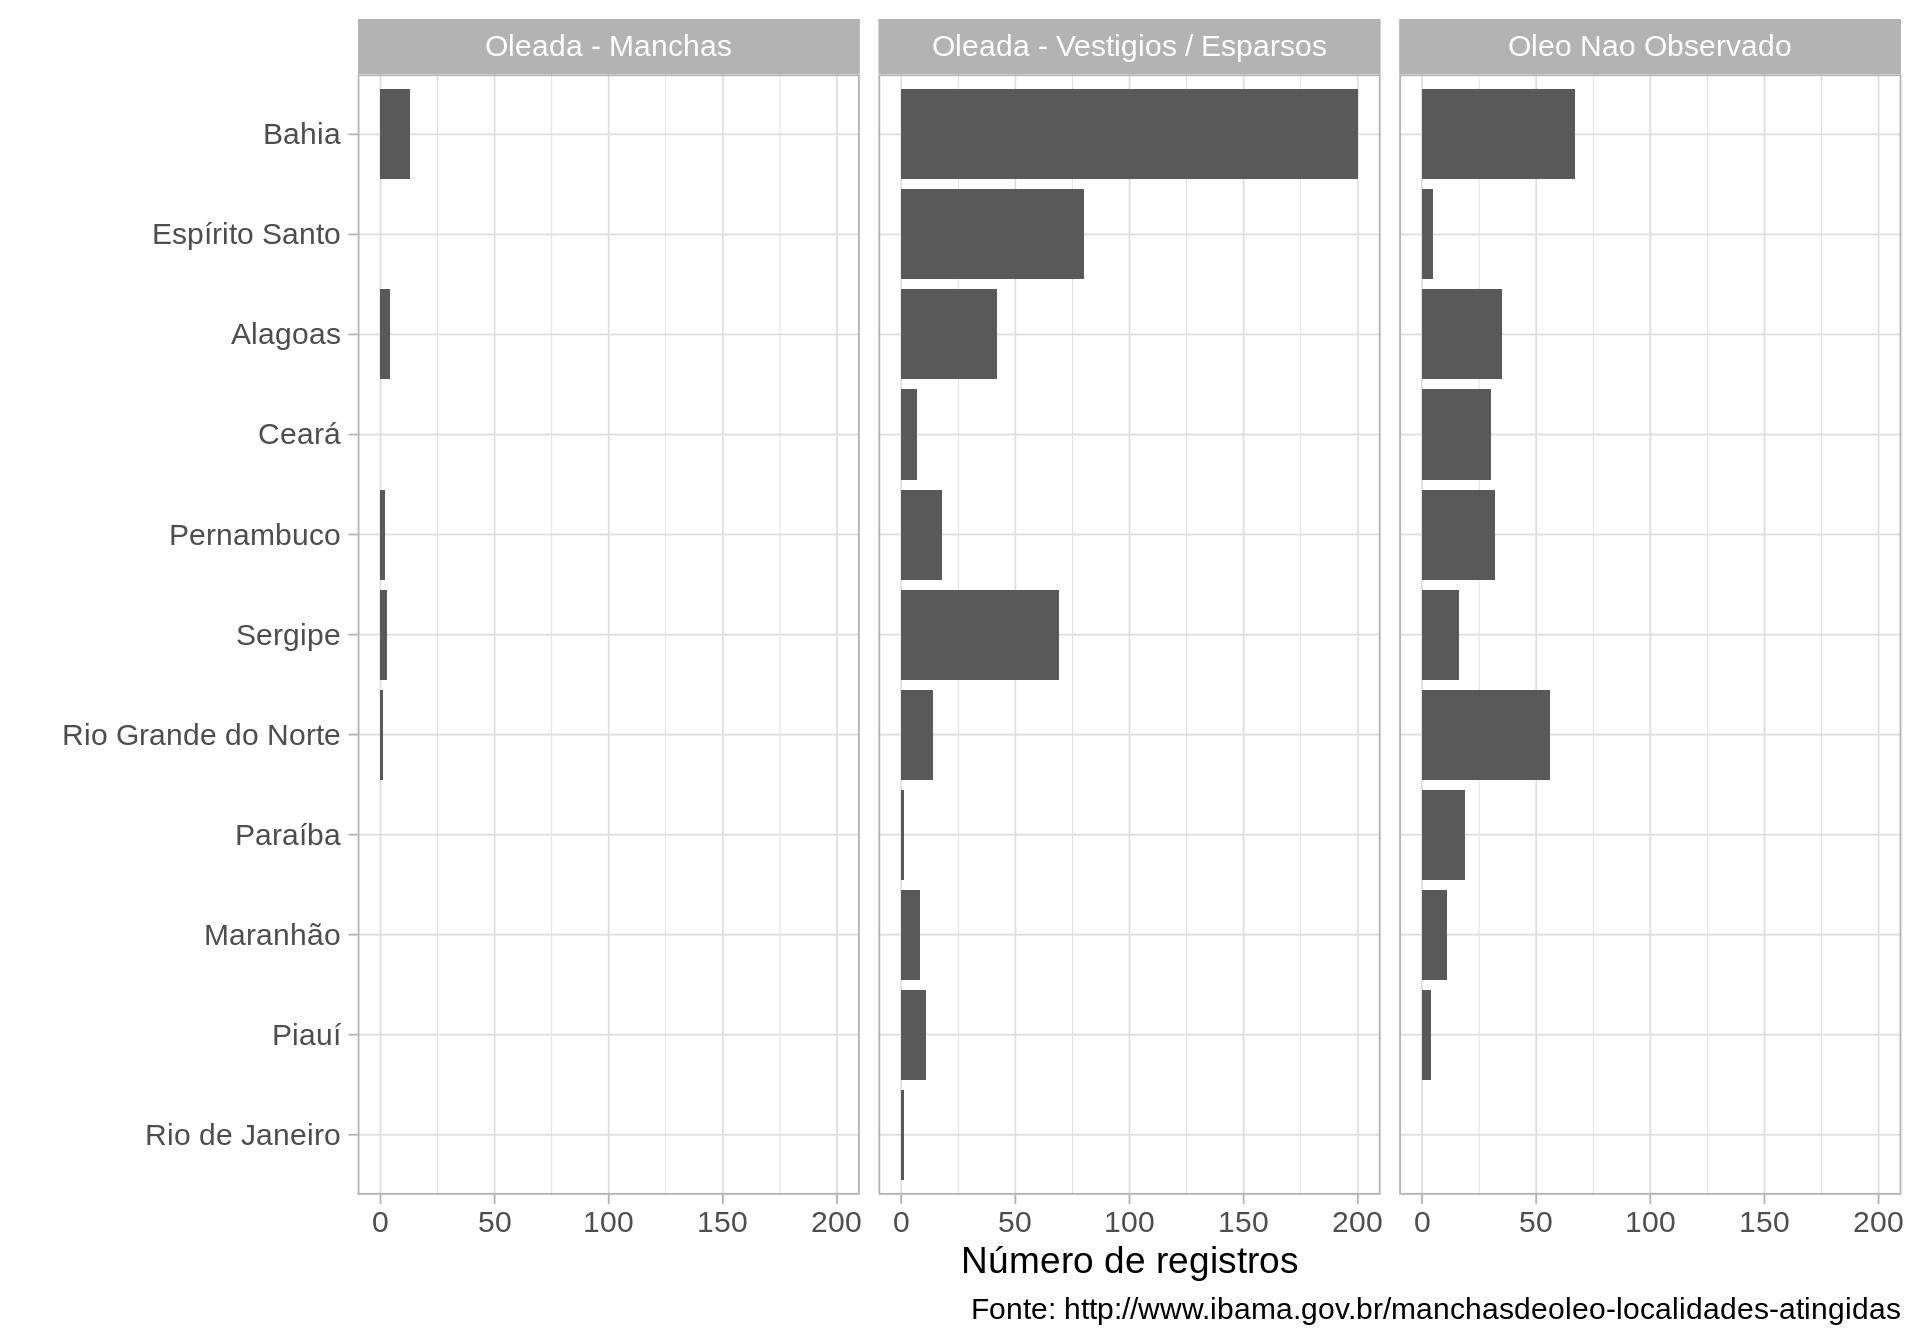 Oleada - Manchas
Oleada - Vestigios / Esparsos
Oleo Nao Observado
Bahia
Espírito Santo
Alagoas
Ceará
Pernambuco
Sergipe
Rio Grande do Norte
Paraíba
Maranhão
Piauí
Rio de Janeiro
0 50 100 150 200 0 50 100 150 200 0 50 100 150 200
Número de registros
Fonte: http://www.ibama.gov.br/manchasdeoleo-localidades-atingidas